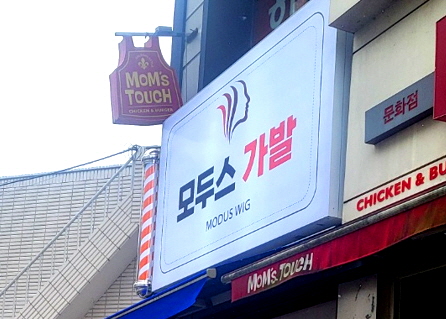 MOM'S
TOUCH
CHICKEN & BURGER
모두스 가발
MODUS WIG
문화점
CHICKEN & BU
MOM'S TOUCH